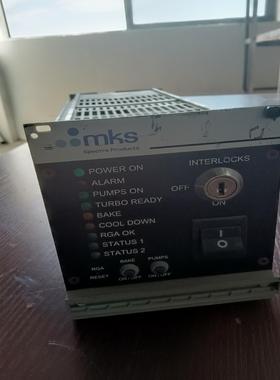 mks
Spectra Products
POWER ON
ALARM
PUMPS ON
TURBO READY
BAKE
COOL DOWN
RGA OK
STATUS 1
STATUS 2
RGA
RESET
BAKE
ON / OFF
PUMPS
ON / OFF
INTERLOCKS
OFF
ON